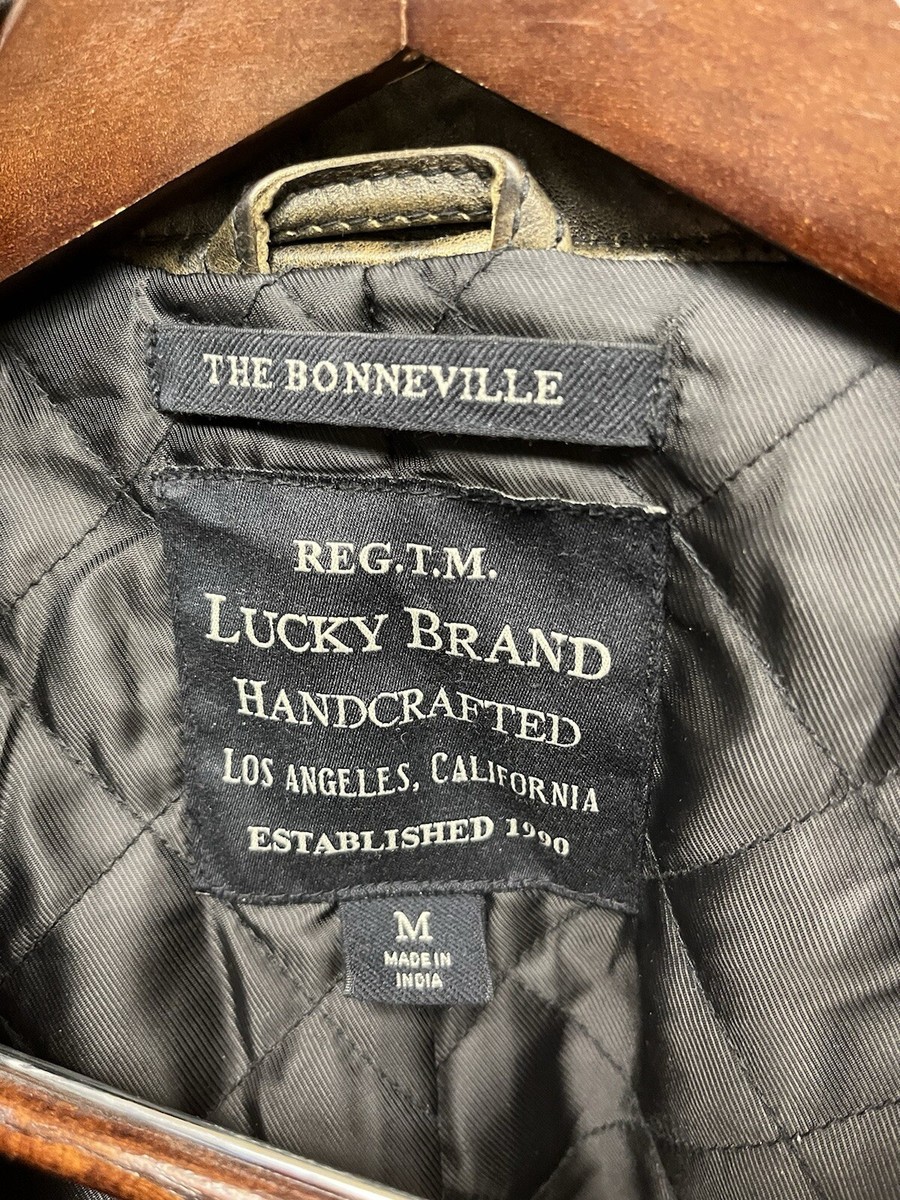 THE BONNEVILLE
REG.T.M.
LUCKY BRAND
HANDCRAFTED
LOS ANGELES, CALIFORNIA
ESTABLISHED 1990
M
MADE IN
INDIA